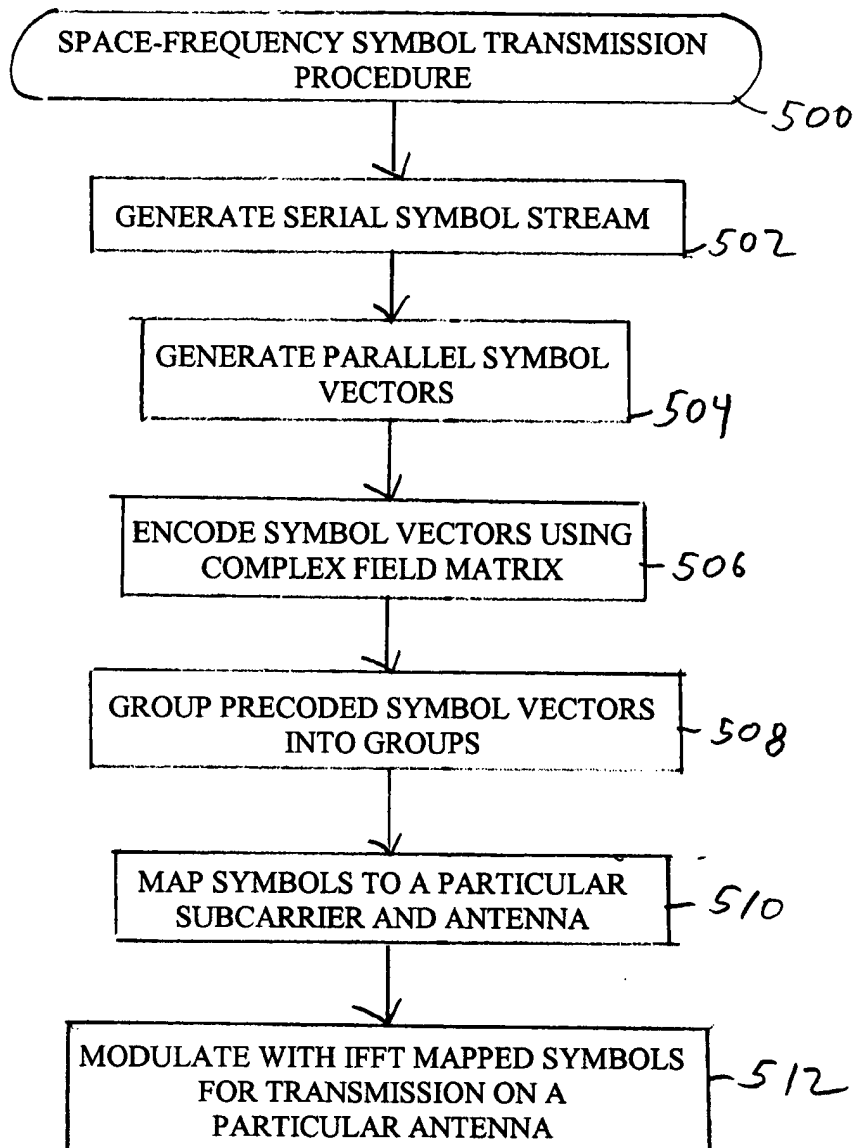 SPACE-FREQUENCY SYMBOL TRANSMISSION
PROCEDURE
500
GENERATE SERIAL SYMBOL STREAM
502
GENERATE PARALLEL SYMBOL
VECTORS
504
ENCODE SYMBOL VECTORS USING
COMPLEX FIELD MATRIX
506
GROUP PRECODED SYMBOL VECTORS
INTO GROUPS
508
MAP SYMBOLS TO A PARTICULAR
SUBCARRIER AND ANTENNA
510
MODULATE WITH IFFT MAPPED SYMBOLS
FOR TRANSMISSION ON A
PARTICULAR ANTENNA
512